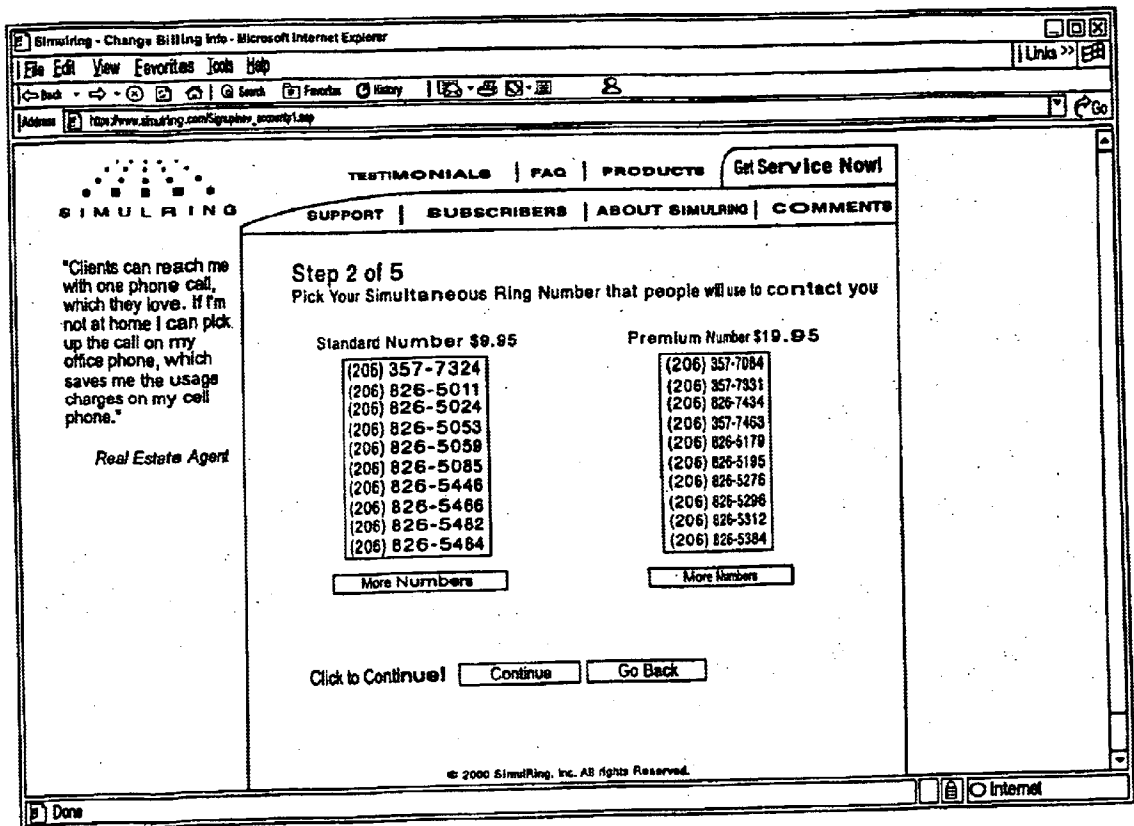 Simulring - Change Billing Info - Microsoft Internet Explorer
File Edit View Favorites Tools Help
Links >>
Back Search Favorites History
Address Go
SIMULRING
TESTIMONIALS | FAQ | PRODUCTS
Get Service Now!
SUPPORT | SUBSCRIBERS | ABOUT SIMULRING | COMMENTS
"Clients can reach me
with one phone call,
which they love. If I'm
not at home I can pick
up the call on my
office phone, which
saves me the usage
charges on my cell
phone."
Real Estate Agent
Step 2 of 5
Pick Your Simultaneous Ring Number that people will use to contact you
Standard Number $9.95
(206) 357-7324
(206) 826-5011
(206) 826-5024
(206) 826-5053
(206) 826-5059
(206) 826-5085
(206) 826-5446
(206) 826-5466
(206) 826-5482
(206) 826-5484
More Numbers
Premium Number $19.95
(206) 357-7084
(206) 357-7331
(206) 826-7434
(206) 357-7463
(206) 826-5179
(206) 826-5195
(206) 826-5276
(206) 826-5296
(206) 826-5312
(206) 826-5384
More Numbers
Click to Continue! Continue Go Back
© 2000 SimulRing, Inc. All rights Reserved.
Done
Internet